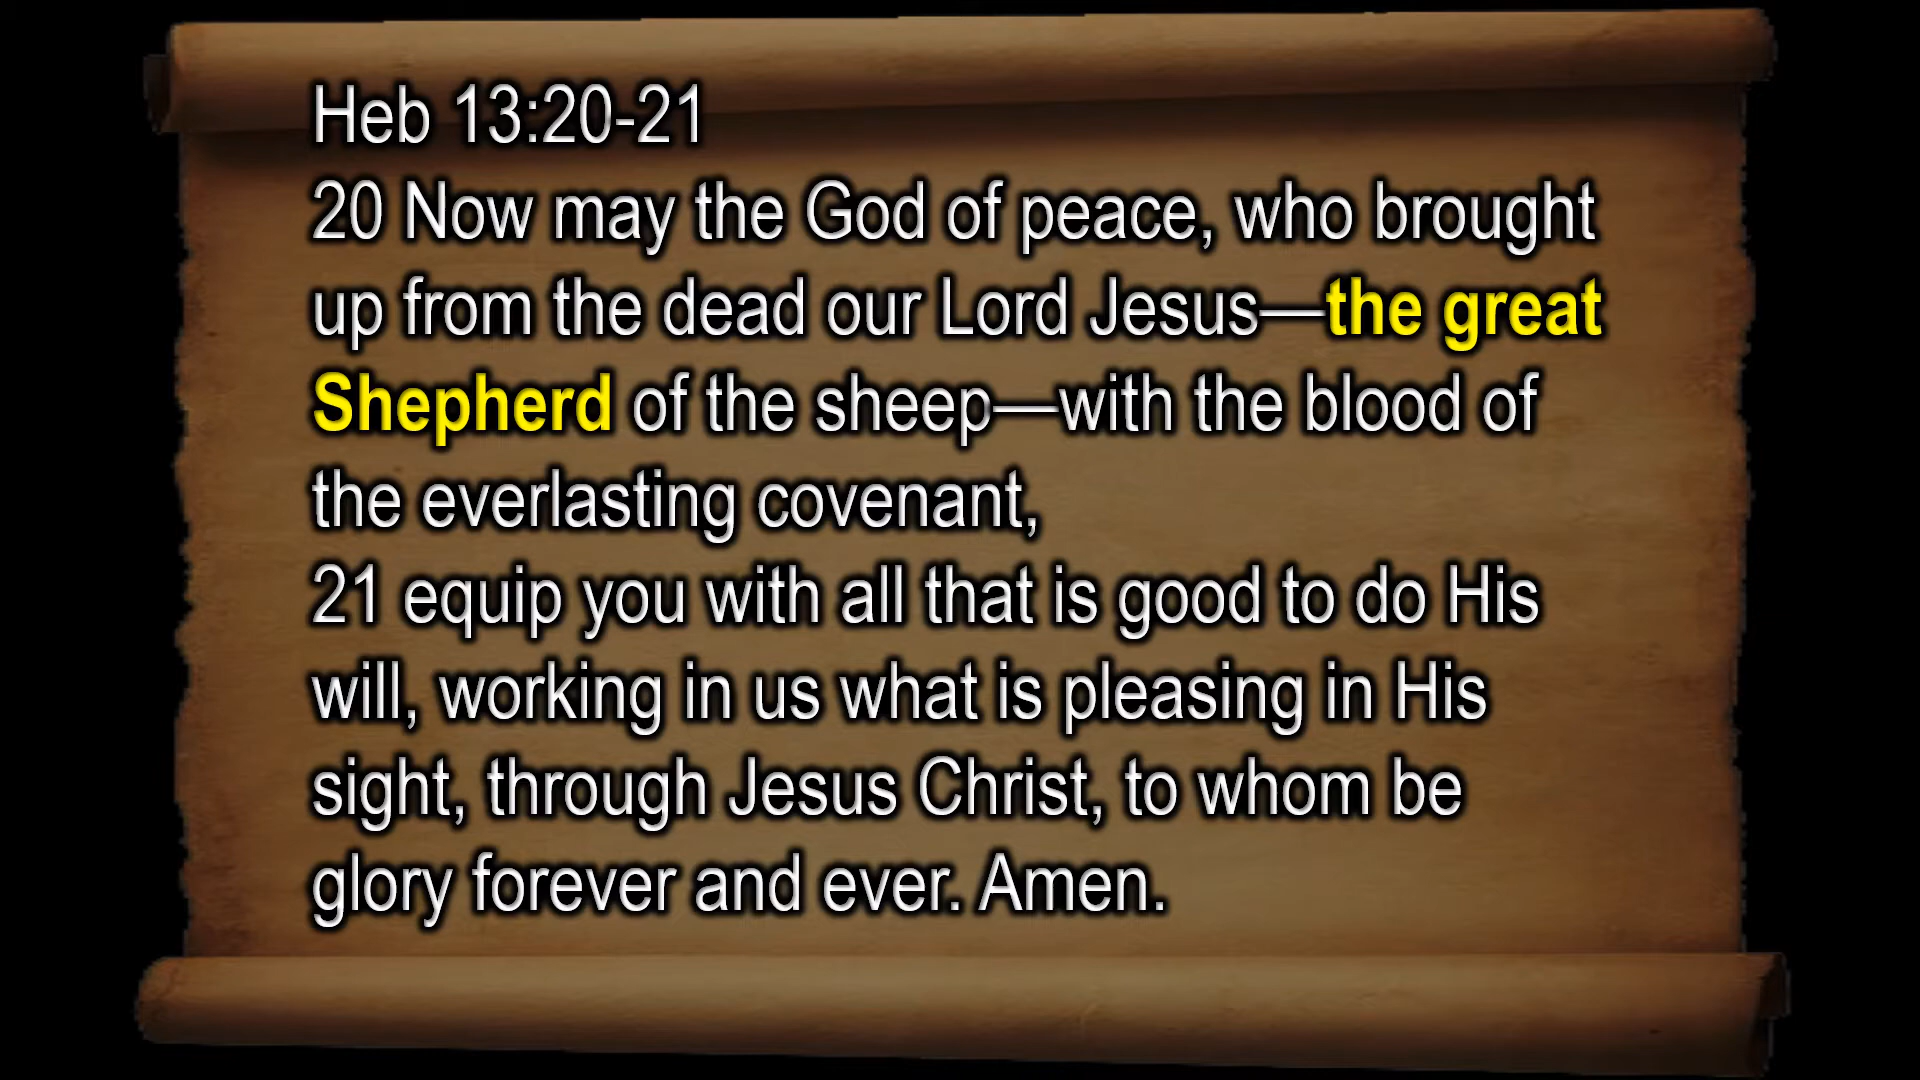 Heb 13:20-21
20 Now may the God of peace, who brought
up from the dead our Lord Jesus—the great
Shepherd of the sheep—with the blood of
the everlasting covenant,
21 equip you with all that is good to do His
will, working in us what is pleasing in His
sight, through Jesus Christ, to whom be
glory forever and ever. Amen.